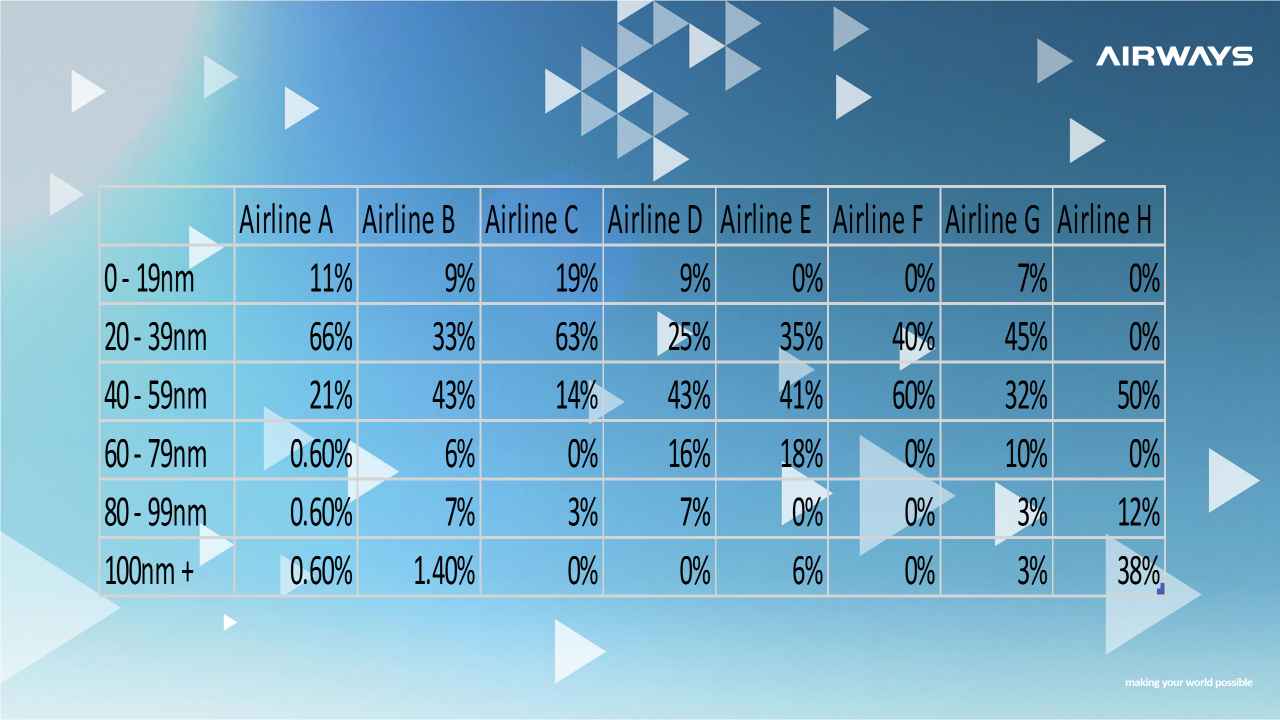 AIRWAYS
Airline A Airline B Airline C Airline D Airline E Airline F Airline G Airline H
0 - 19nm 11% 9% 19% 9% 0% 0% 7% 0%
20 - 39nm 66% 33% 63% 25% 35% 40% 45% 0%
40 - 59nm 21% 43% 14% 43% 41% 60% 32% 50%
60 - 79nm 0.60% 6% 0% 16% 18% 0% 10% 0%
80 - 99nm 0.60% 7% 3% 7% 0% 0% 3% 12%
100nm + 0.60% 1.40% 0% 0% 6% 0% 3% 38%
making your world possible